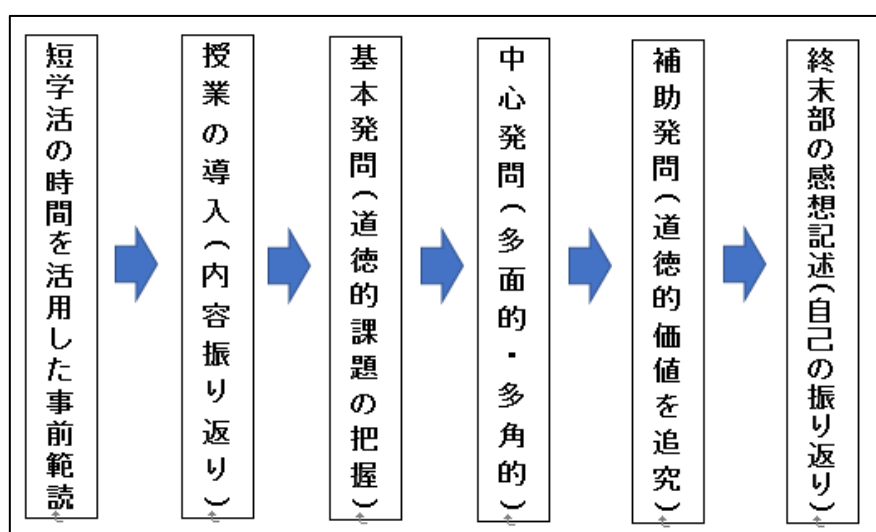 短学活の時間を活用した事前範読
授業の導入(内容振り返り)
基本発問(道徳的課題の把握)
中心発問(多面的・多角的)
補助発問(道徳的価値を追究)
終末部の感想記述(自己の振り返り)